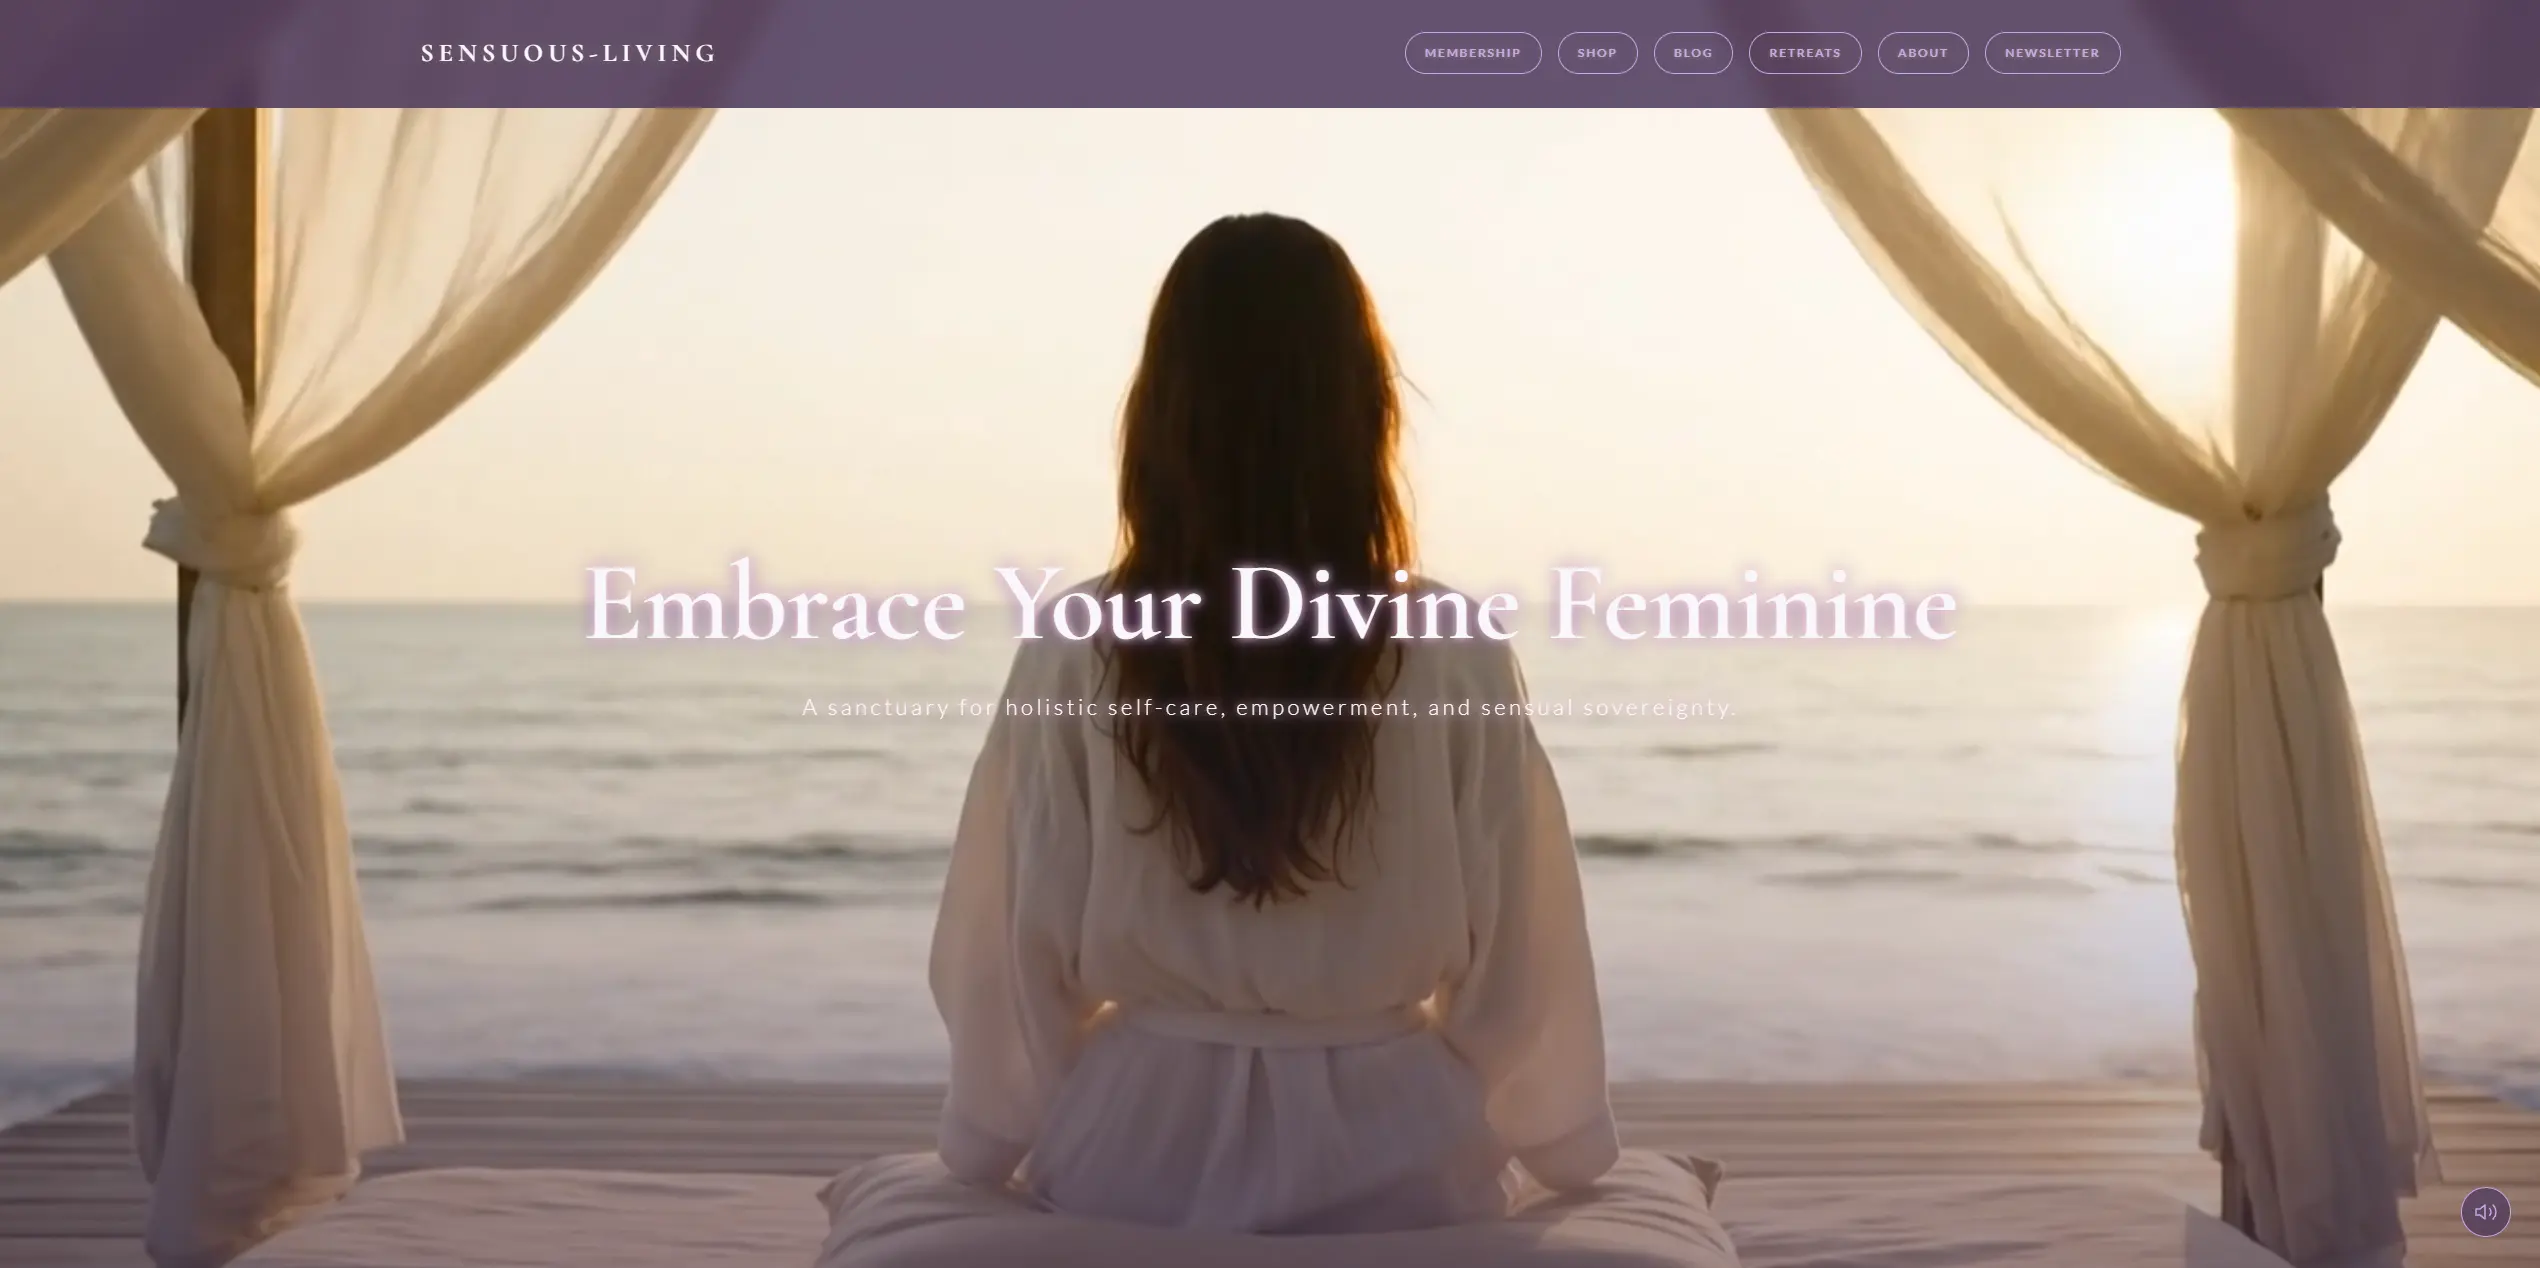 SENSUOUS-LIVING
MEMBERSHIP
SHOP
BLOG
RETREATS
ABOUT
NEWSLETTER
Embrace Your Divine Feminine
A sanctuary for holistic self-care, empowerment, and sensual sovereignty.